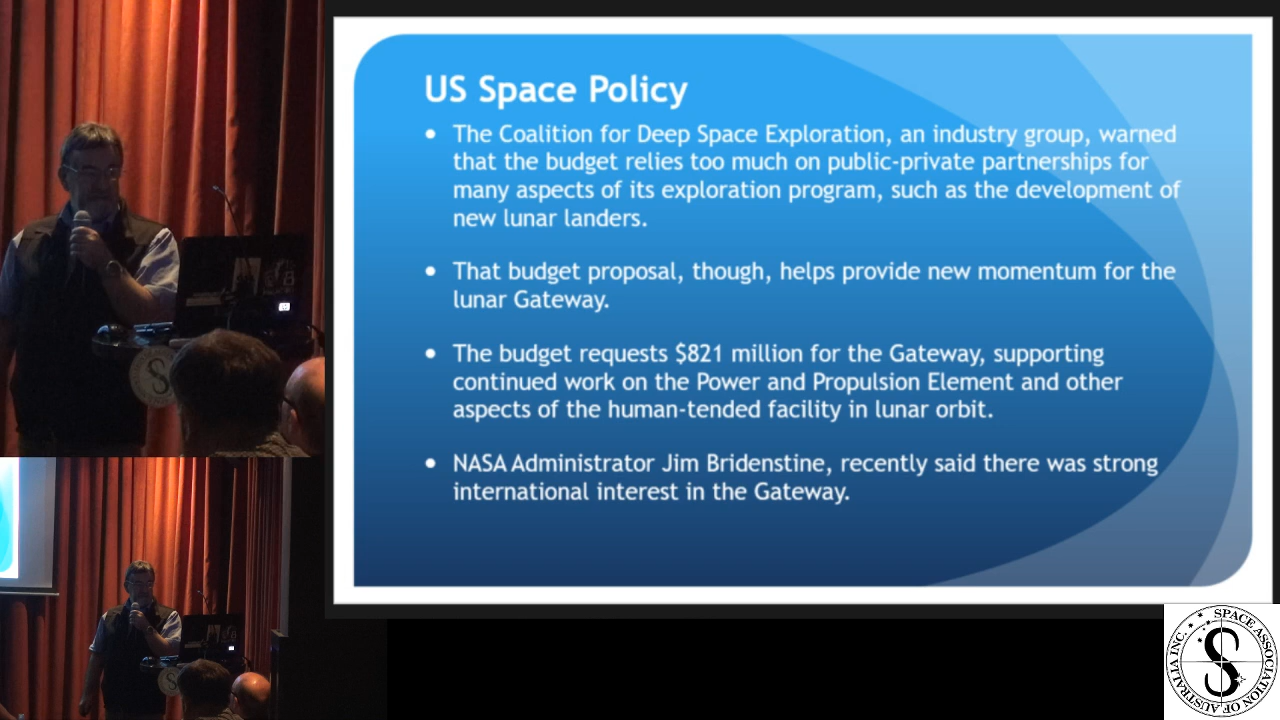 US Space Policy
• The Coalition for Deep Space Exploration, an industry group, warned
that the budget relies too much on public-private partnerships for
many aspects of its exploration program, such as the development of
new lunar landers.
• That budget proposal, though, helps provide new momentum for the
lunar Gateway.
• The budget requests $821 million for the Gateway, supporting
continued work on the Power and Propulsion Element and other
aspects of the human-tended facility in lunar orbit.
• NASA Administrator Jim Bridenstine, recently said there was strong
international interest in the Gateway.
SPACE ASSOCIATION OF AUSTRALIA INC.
S